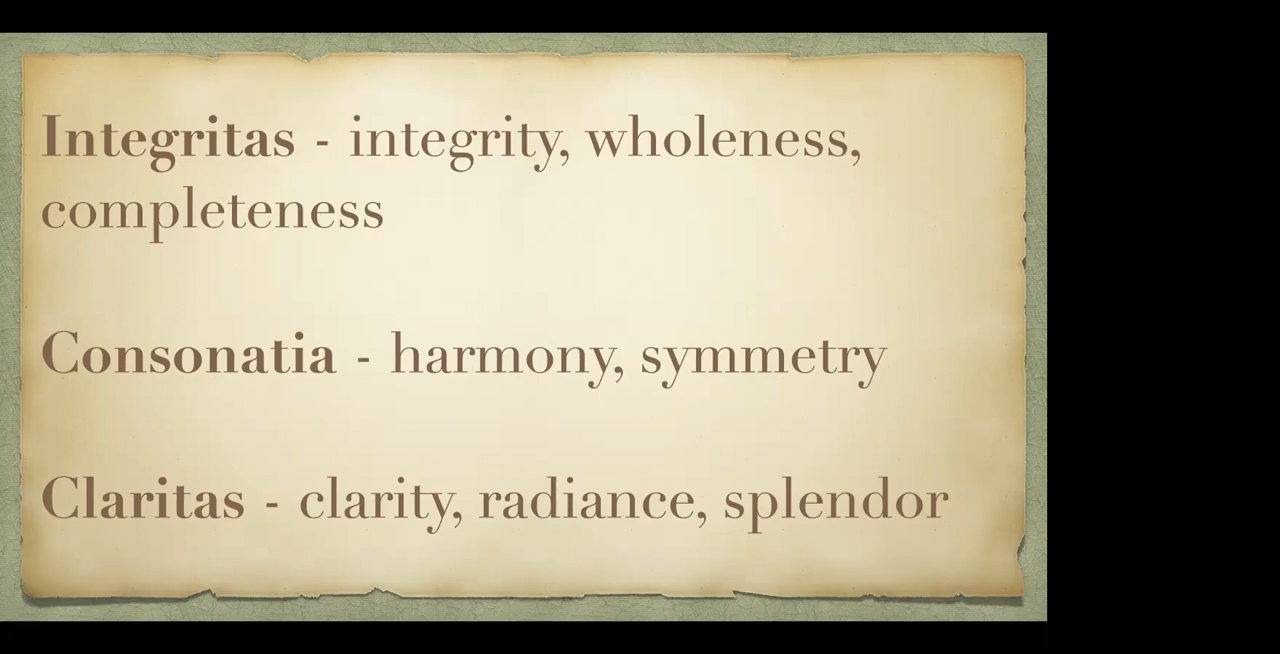 Integritas - integrity, wholeness,
completeness
Consonatia - harmony, symmetry
Claritas - clarity, radiance, splendor